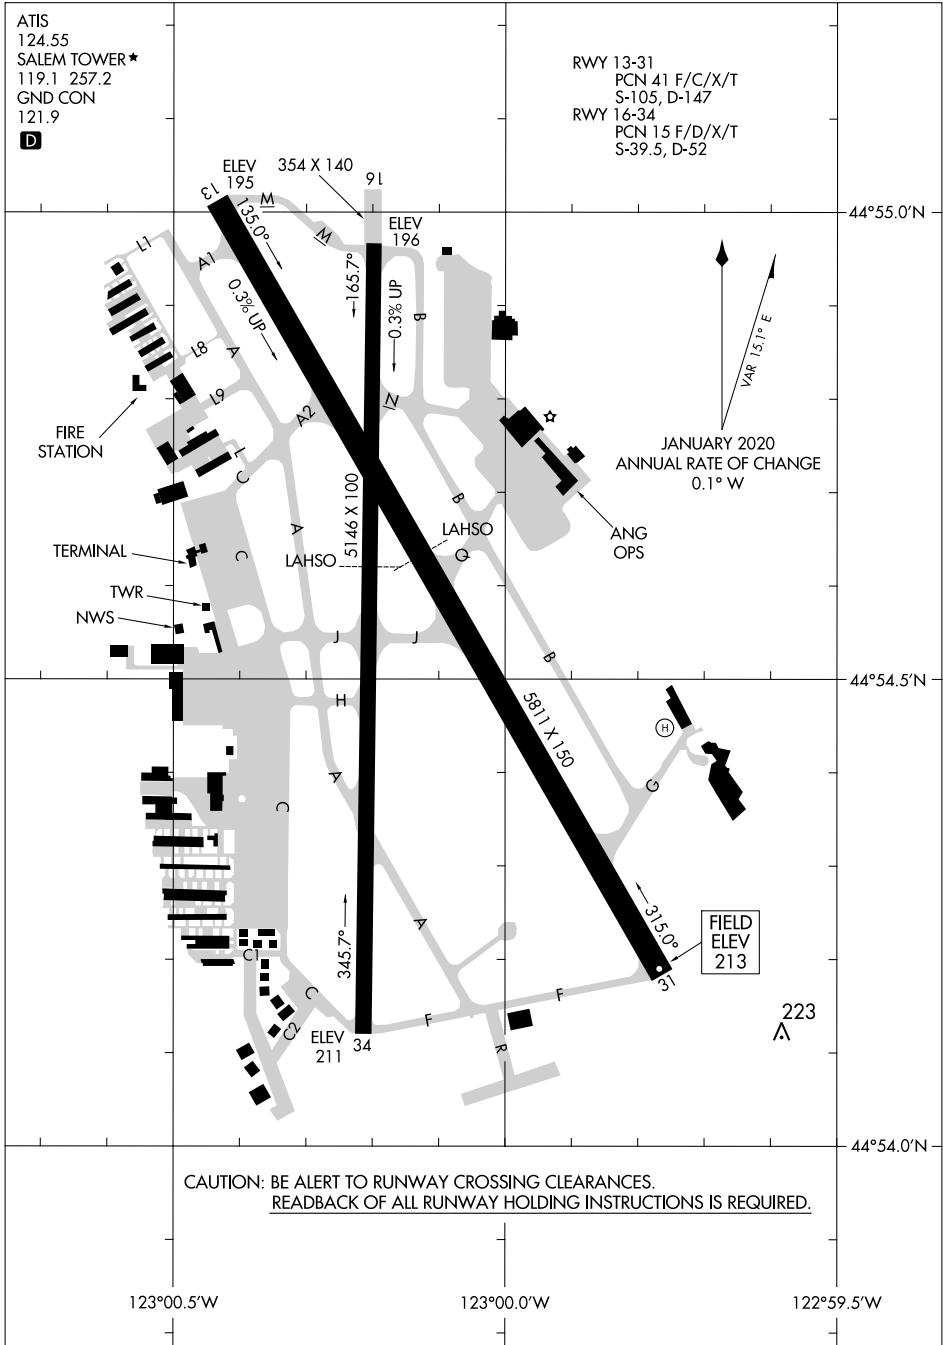 ATIS
124.55
SALEM TOWER★
119.1 257.2
GND CON
121.9
D
RWY 13-31
PCN 41 F/C/X/T
S-105, D-147
RWY 16-34
PCN 15 F/D/X/T
S-39.5, D-52
ELEV
195
354 X 140
16
13
M
44°55.0'N
135.0°
ELEV
196
L1
M
A1
165.7°
0.3% UP
0.3% UP
B
VAR 15.1° E
L8
A
L9
A2
N
FIRE
STATION
JANUARY 2020
ANNUAL RATE OF CHANGE
0.1° W
L
C
B
5146 X 100
A
LAHSO
ANG
OPS
TERMINAL
C
LAHSO
Q
TWR
NWS
J
J
B
44°54.5'N
H
5811 X 150
H
A
G
C
A
315.0°
FIELD
ELEV
213
345.7°
C1
C
F
F
31
223
C2
ELEV
211
34
R
44°54.0'N
CAUTION: BE ALERT TO RUNWAY CROSSING CLEARANCES.
READBACK OF ALL RUNWAY HOLDING INSTRUCTIONS IS REQUIRED.
123°00.5'W
123°00.0'W
122°59.5'W